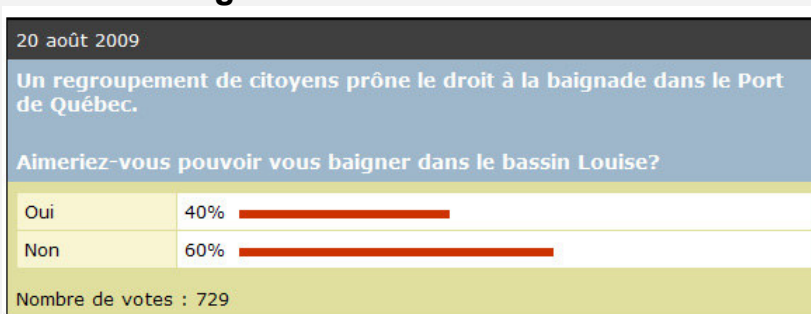 20 août 2009
Un regroupement de citoyens prône le droit à la baignade dans le Port
de Québec.
Aimeriez-vous pouvoir vous baigner dans le bassin Louise?
Oui 40%
Non 60%
Nombre de votes : 729